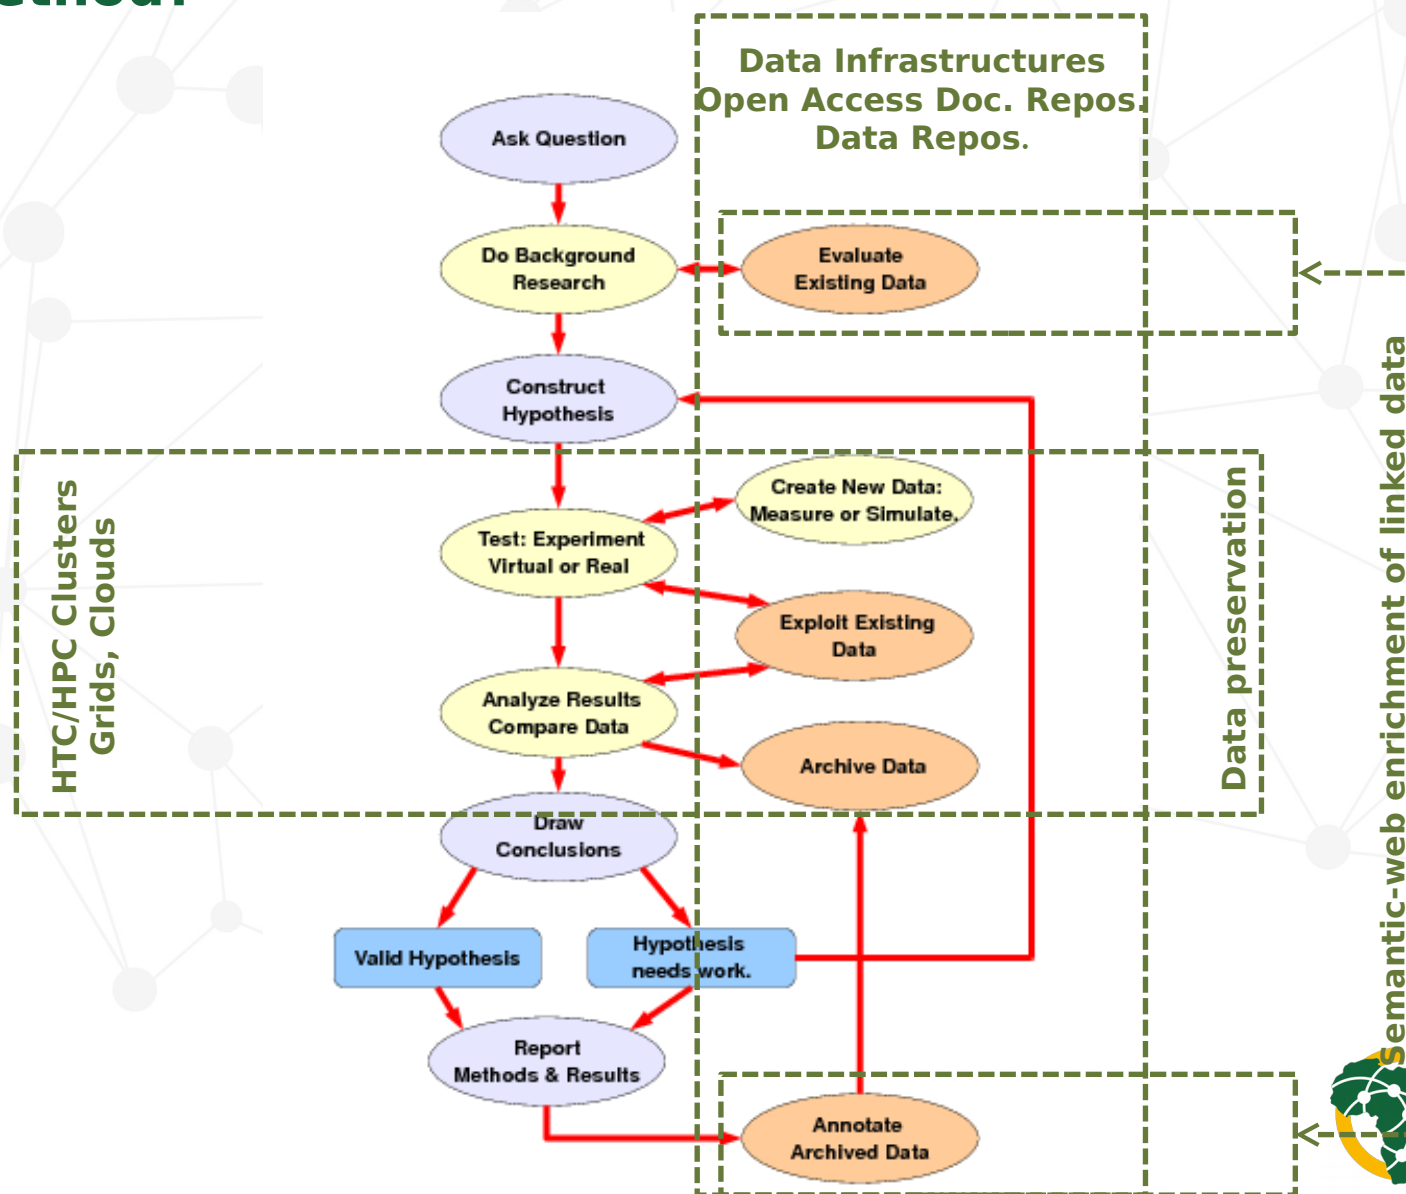 Data Infrastructures
Open Access Doc. Repos.
Data Repos.
Ask Question
Do Background
Research
Evaluate
Existing Data
Construct
Hypothesis
Create New Data:
Measure or Simulate.
Test: Experiment
Virtual or Real
Exploit Existing
Data
Analyze Results
Compare Data
Archive Data
Draw
Conclusions
Valid Hypothesis
Hypothesis
needs work.
Report
Methods & Results
Annotate
Archived Data
HTC/HPC Clusters
Grids, Clouds
Data preservation
Semantic-web enrichment of linked data